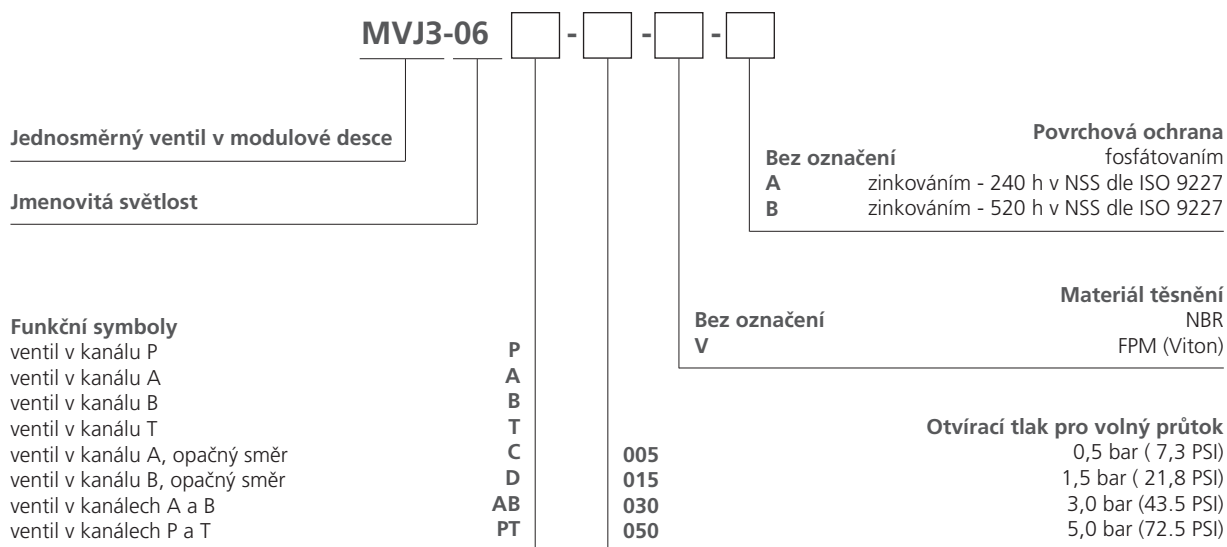 MVJ3-06 - - -
Jednosměrný ventil v modulové desce
Jmenovitá světlost
Povrchová ochrana
Bez označení fosfátovaním
A zinkováním - 240 h v NSS dle ISO 9227
B zinkováním - 520 h v NSS dle ISO 9227
Materiál těsnění
Bez označení NBR
V FPM (Viton)
Funkční symboly
ventil v kanálu P P
ventil v kanálu A A
ventil v kanálu B B
ventil v kanálu T T
ventil v kanálu A, opačný směr C
ventil v kanálu B, opačný směr D
ventil v kanálech A a B AB
ventil v kanálech P a T PT
Otvírací tlak pro volný průtok
005 0,5 bar ( 7,3 PSI)
015 1,5 bar ( 21,8 PSI)
030 3,0 bar (43.5 PSI)
050 5,0 bar (72.5 PSI)